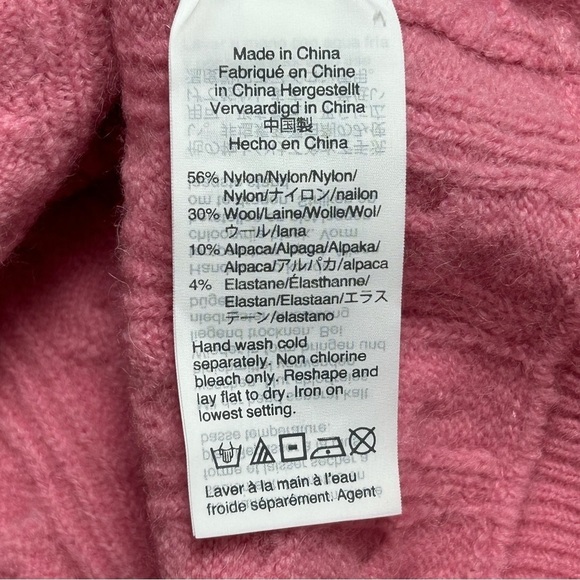 Made in China
Fabriqué en Chine
in China Hergestellt
Vervaardigd in China
中国製
Hecho en China
56% Nylon/Nylon/Nylon/
Nylon/ナイロン/nailon
30% Wool/Laine/Wolle/Wol/
ウール/lana
10% Alpaca/Alpaga/Alpaka/
Alpaca/アルパカ/alpaca
4% Elastane/Élasthanne/
Elastan/Elastaan/エラス
テーン/elastano
Hand wash cold
separately. Non chlorine
bleach only. Reshape and
lay flat to dry. Iron on
lowest setting.
Laver à la main à l'eau
froide séparément. Agent